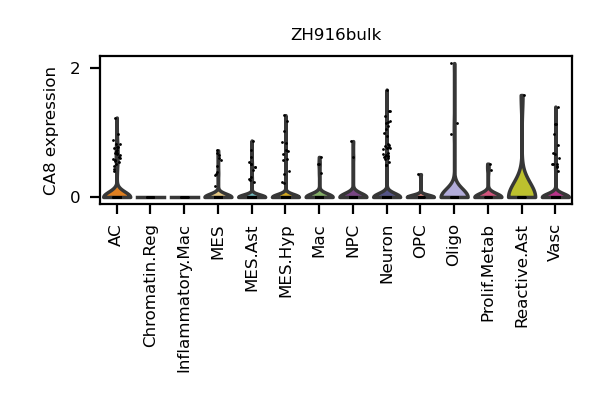 ZH916bulk
CA8 expression
2
0
AC
Chromatin.Reg
Inflammatory.Mac
MES
MES.Ast
MES.Hyp
Mac
NPC
Neuron
OPC
Oligo
Prolif.Metab
Reactive.Ast
Vasc